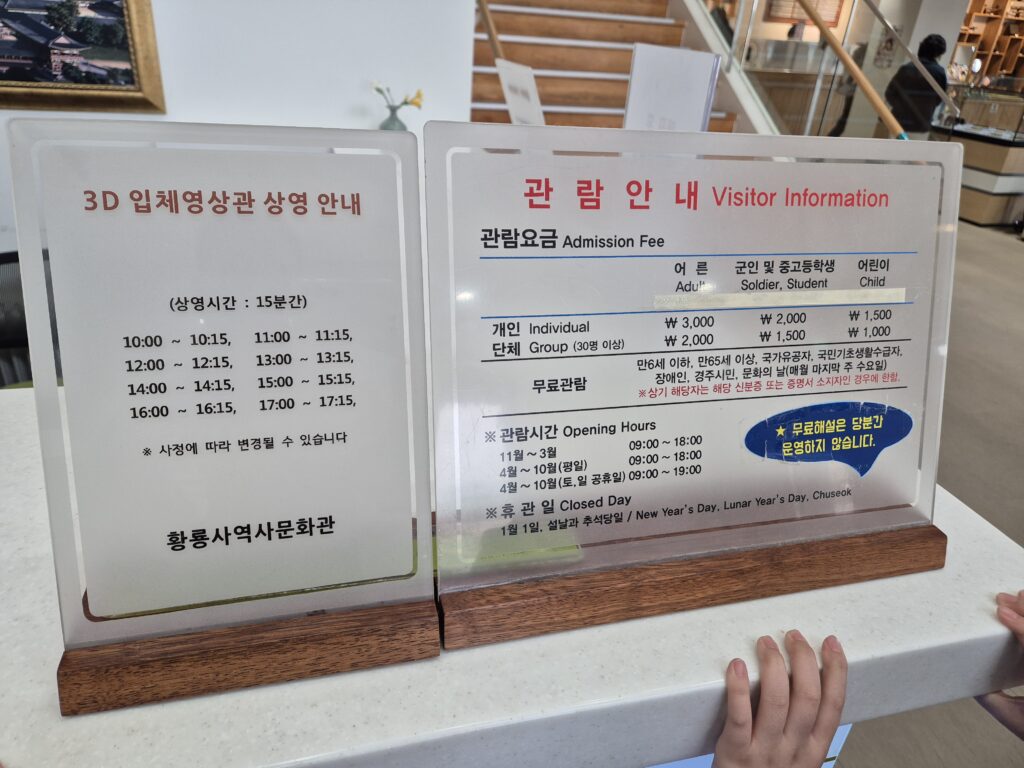 3D 입체영상관 상영 안내
(상영시간 : 15분간)
10:00 ~ 10:15, 11:00 ~ 11:15,
12:00 ~ 12:15, 13:00 ~ 13:15,
14:00 ~ 14:15, 15:00 ~ 15:15,
16:00 ~ 16:15, 17:00 ~ 17:15,
※ 사정에 따라 변경될 수 있습니다
황룡사역사문화관
관 람 안 내 Visitor Information
관람요금 Admission Fee
어 른 군인 및 중고등학생 어린이
Adult Soldier, Student Child
개인 Individual ₩ 3,000 ₩ 2,000 ₩ 1,500
단체 Group (30명 이상) ₩ 2,000 ₩ 1,500 ₩ 1,000
무료관람
만6세 이하, 만65세 이상, 국가유공자, 국민기초생활수급자,
장애인, 경주시민, 문화의 날(매월 마지막 주 수요일)
※상기 해당자는 해당 신분증 또는 증명서 소지자인 경우에 한함.
※ 관람시간 Opening Hours
11월 ~ 3월 09:00 ~ 18:00
4월 ~ 10월(평일) 09:00 ~ 18:00
4월 ~ 10월(토,일 공휴일) 09:00 ~ 19:00
★ 무료해설은 당분간
운영하지 않습니다.
※ 휴 관 일 Closed Day
1월 1일, 설날과 추석당일 / New Year's Day, Lunar Year's Day, Chuseok